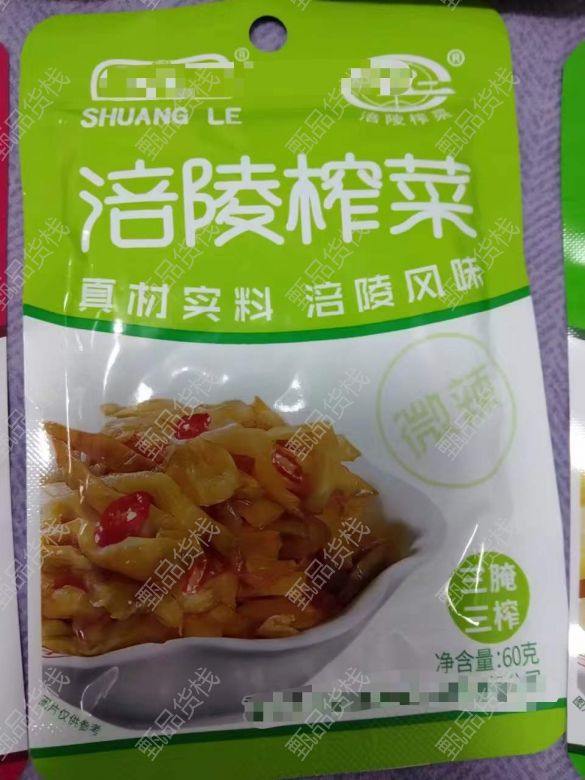 SHUANG LE
涪陵榨菜
涪陵榨菜
真材实料 涪陵风味
微辣
三腌
三榨
净含量:60克
图片仅供参考
甄品货栈